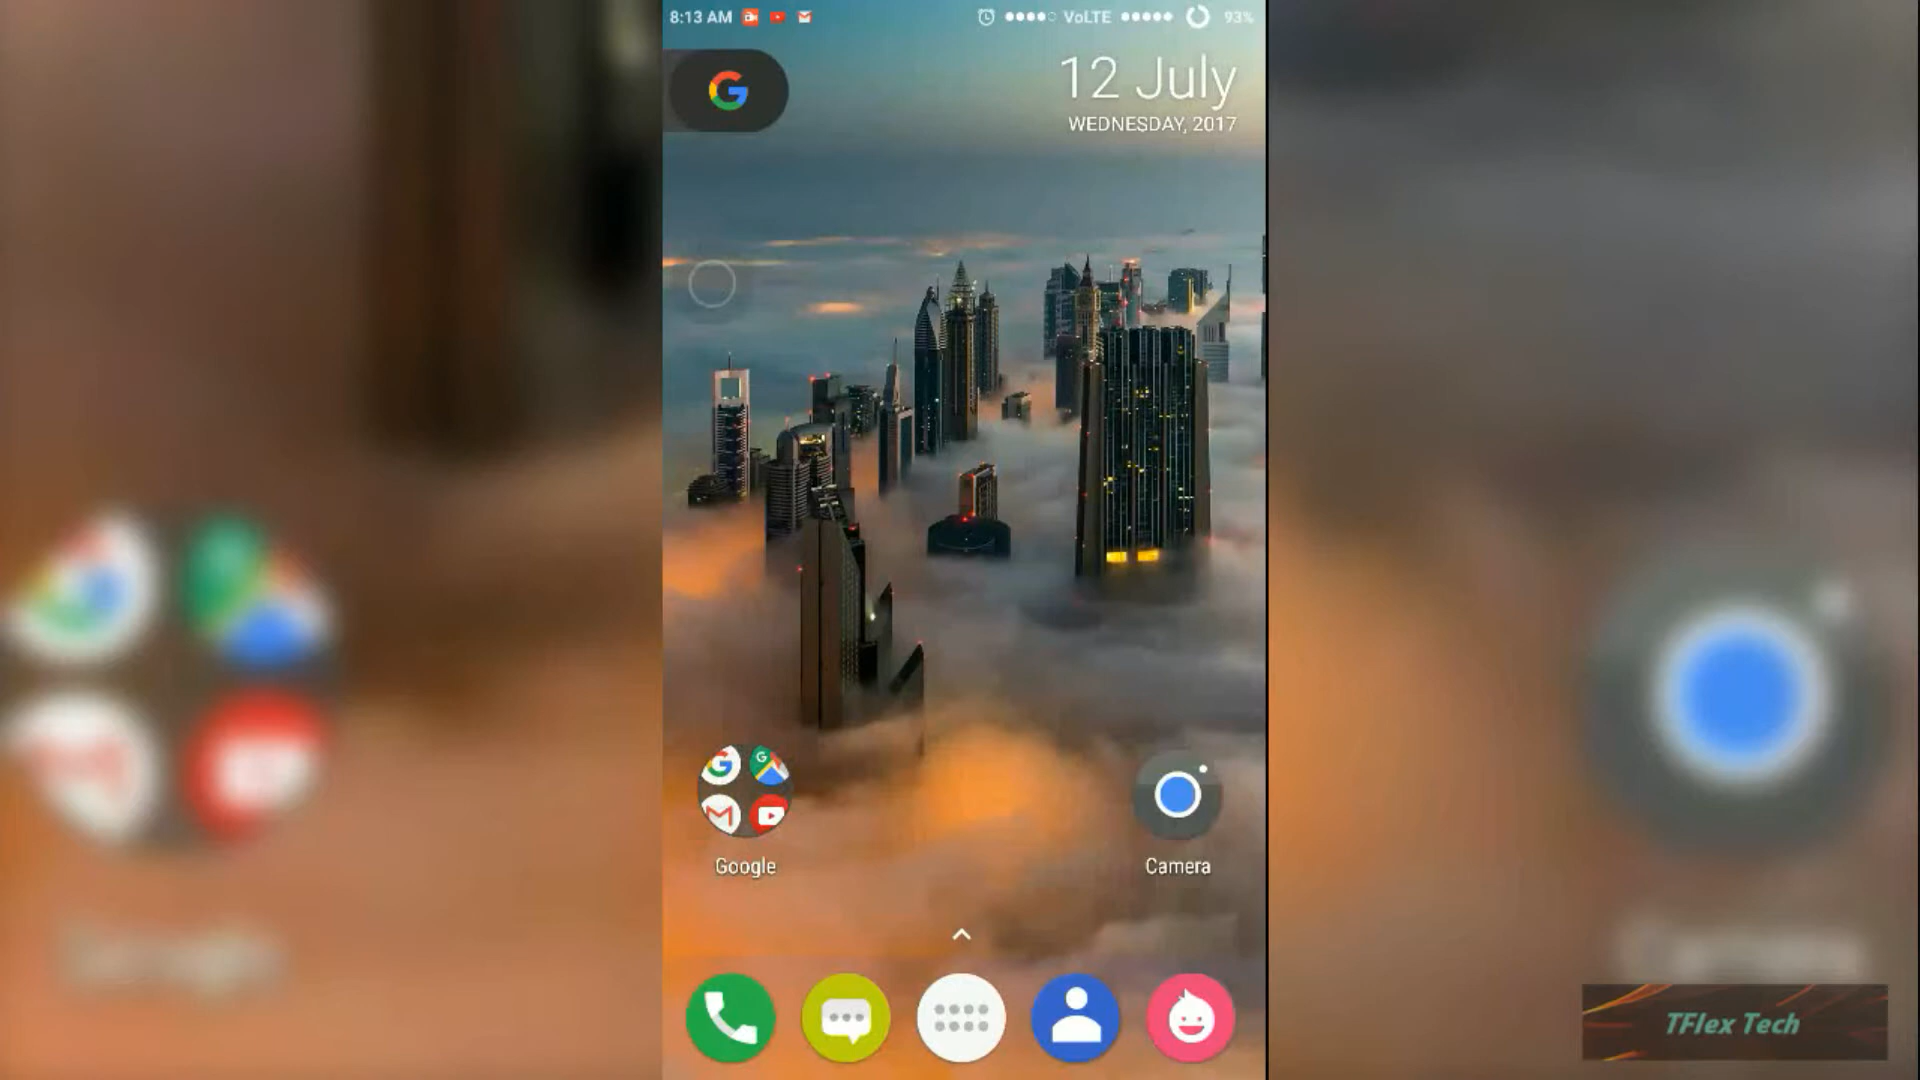 8:13 AM
VoLTE
93%
12 July
WEDNESDAY, 2017
Google
Camera
TFlex Tech